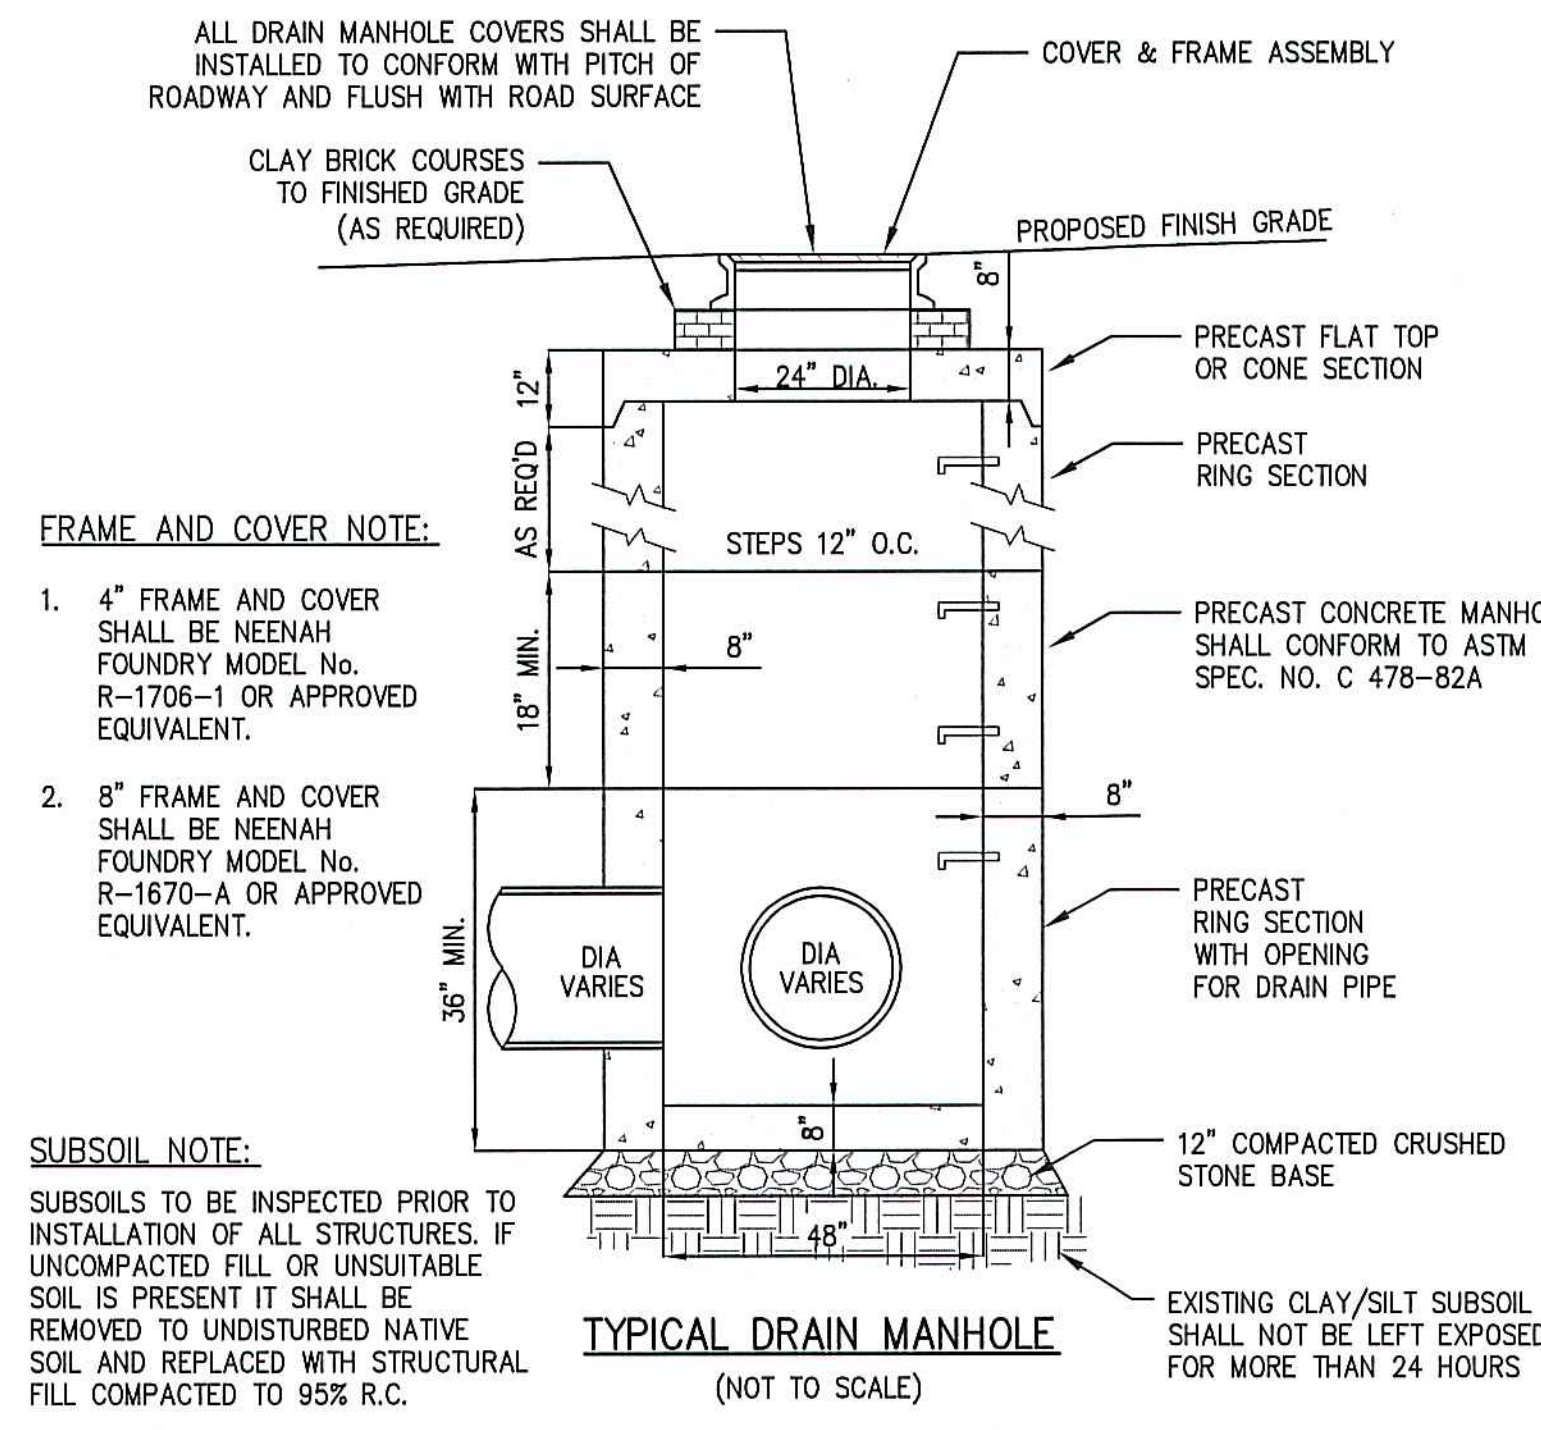 ALL DRAIN MANHOLE COVERS SHALL BE
INSTALLED TO CONFORM WITH PITCH OF
ROADWAY AND FLUSH WITH ROAD SURFACE
COVER & FRAME ASSEMBLY
CLAY BRICK COURSES
TO FINISHED GRADE
(AS REQUIRED)
PROPOSED FINISH GRADE
8"
PRECAST FLAT TOP
OR CONE SECTION
12"
24" DIA.
AS REQ'D
PRECAST
RING SECTION
STEPS 12" O.C.
FRAME AND COVER NOTE:
1. 4" FRAME AND COVER
SHALL BE NEENAH
FOUNDRY MODEL No.
R-1706-1 OR APPROVED
EQUIVALENT.
2. 8" FRAME AND COVER
SHALL BE NEENAH
FOUNDRY MODEL No.
R-1670-A OR APPROVED
EQUIVALENT.
18" MIN.
8"
PRECAST CONCRETE MANHO
SHALL CONFORM TO ASTM
SPEC. NO. C 478-82A
8"
36" MIN.
DIA
VARIES
DIA
VARIES
PRECAST
RING SECTION
WITH OPENING
FOR DRAIN PIPE
8"
12" COMPACTED CRUSHED
STONE BASE
48"
SUBSOIL NOTE:
SUBSOILS TO BE INSPECTED PRIOR TO
INSTALLATION OF ALL STRUCTURES. IF
UNCOMPACTED FILL OR UNSUITABLE
SOIL IS PRESENT IT SHALL BE
REMOVED TO UNDISTURBED NATIVE
SOIL AND REPLACED WITH STRUCTURAL
FILL COMPACTED TO 95% R.C.
EXISTING CLAY/SILT SUBSOIL
SHALL NOT BE LEFT EXPOSED
FOR MORE THAN 24 HOURS
TYPICAL DRAIN MANHOLE
(NOT TO SCALE)